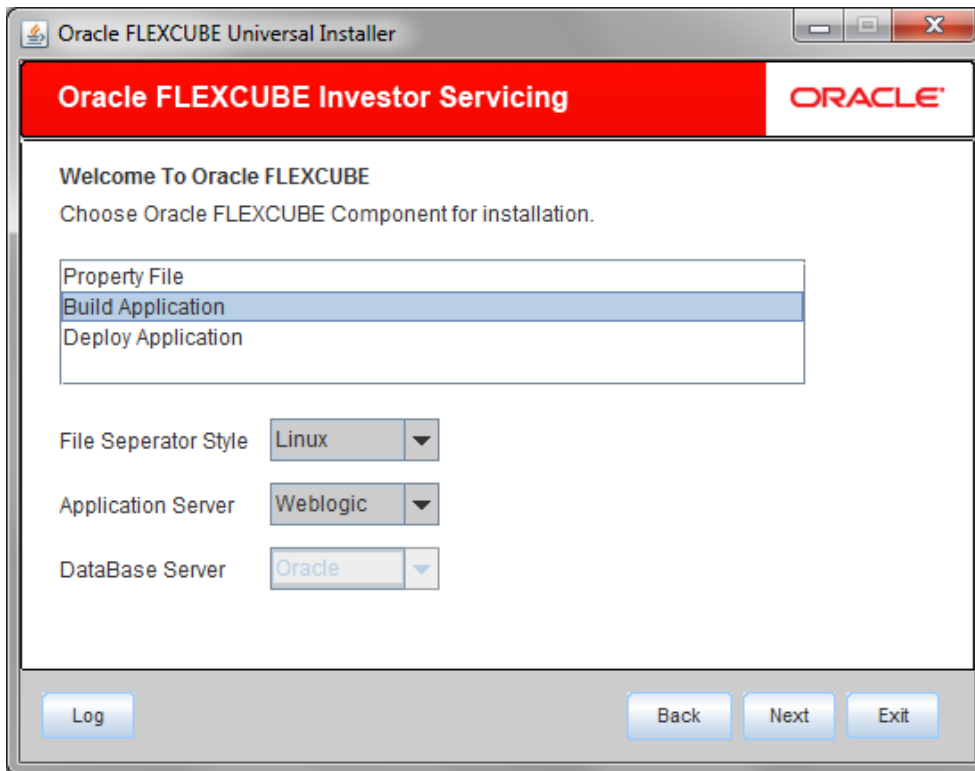 Oracle FLEXCUBE Universal Installer
Oracle FLEXCUBE Investor Servicing
ORACLE
Welcome To Oracle FLEXCUBE
Choose Oracle FLEXCUBE Component for installation.
Property File
Build Application
Deploy Application
File Seperator Style Linux
Application Server Weblogic
DataBase Server Oracle
Log Back Next Exit